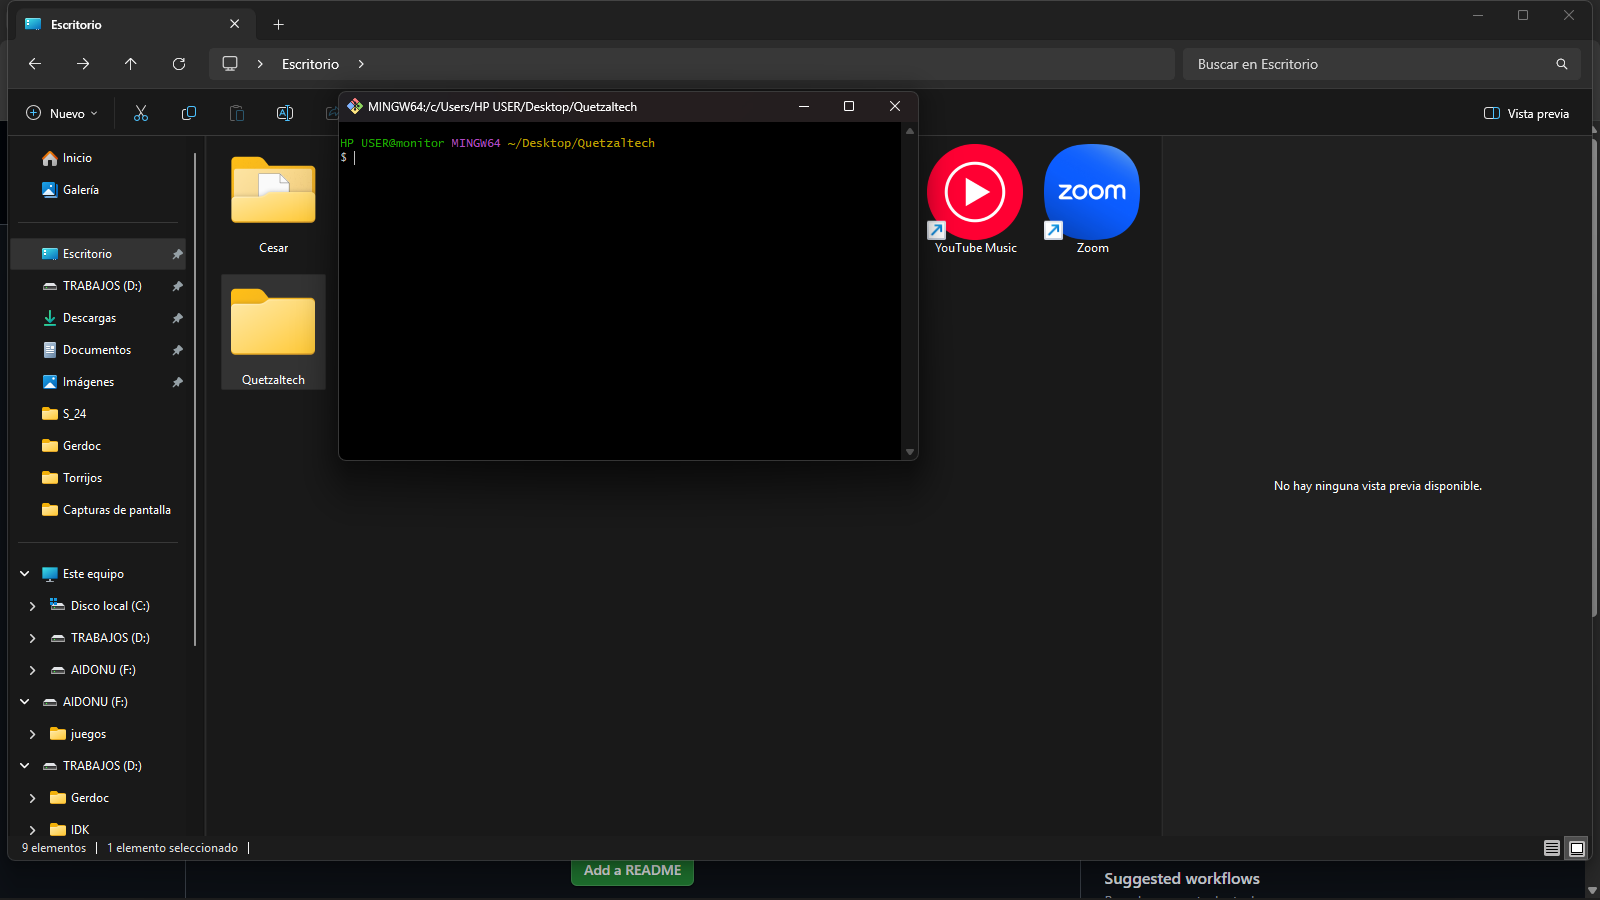 Escritorio
Escritorio
Buscar en Escritorio
Nuevo
Vista previa
MINGW64:/c/Users/HP USER/Desktop/Quetzaltech
HP USER@monitor MINGW64 ~/Desktop/Quetzaltech
$
Inicio
Galería
Escritorio
TRABAJOS (D:)
Descargas
Documentos
Imágenes
S_24
Gerdoc
Torrijos
Capturas de pantalla
Este equipo
Disco local (C:)
TRABAJOS (D:)
AIDONU (F:)
AIDONU (F:)
juegos
TRABAJOS (D:)
Gerdoc
IDK
Cesar
Quetzaltech
YouTube Music
zoom
Zoom
No hay ninguna vista previa disponible.
9 elementos
1 elemento seleccionado
Add a README
Suggested workflows